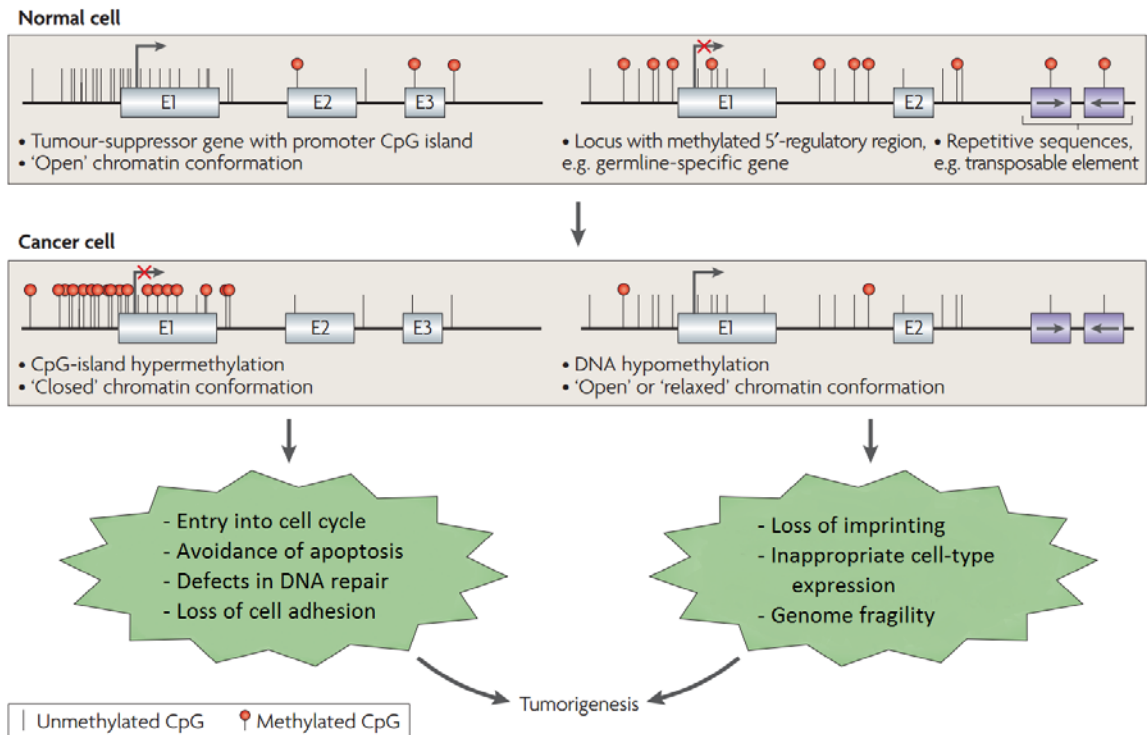 Normal cell
E1
E2
E3
E1
E2
• Tumour-suppressor gene with promoter CpG island
• ‘Open’ chromatin conformation
• Locus with methylated 5′-regulatory region,
e.g. germline-specific gene
• Repetitive sequences,
e.g. transposable element
Cancer cell
E1
E2
E3
E1
E2
• CpG-island hypermethylation
• ‘Closed’ chromatin conformation
• DNA hypomethylation
• ‘Open’ or ‘relaxed’ chromatin conformation
- Entry into cell cycle
- Avoidance of apoptosis
- Defects in DNA repair
- Loss of cell adhesion
- Loss of imprinting
- Inappropriate cell-type
expression
- Genome fragility
Tumorigenesis
Unmethylated CpG
Methylated CpG